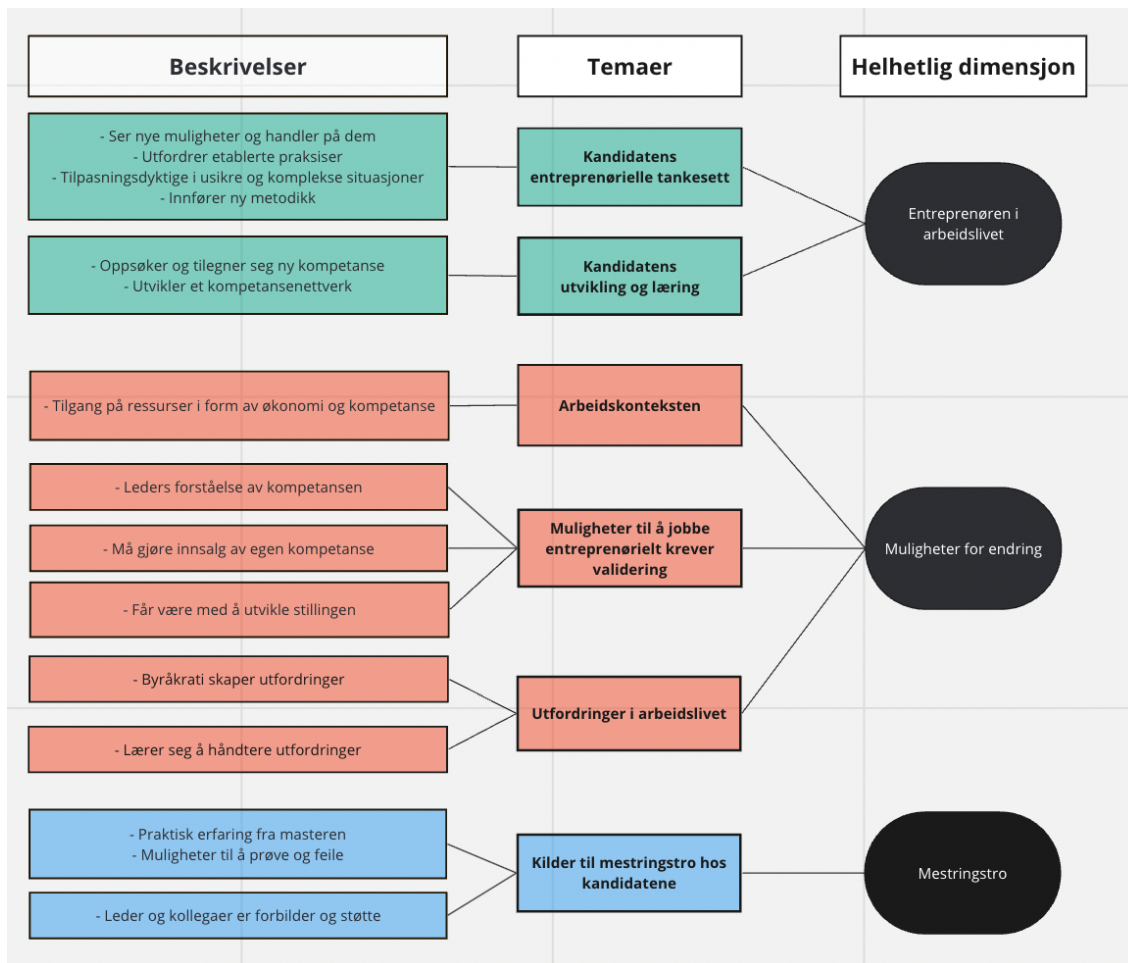 Beskrivelser
Temaer
Helhetlig dimensjon
- Ser nye muligheter og handler på dem
- Utfordrer etablerte praksiser
- Tilpasningsdyktige i usikre og komplekse situasjoner
- Innfører ny metodikk
Kandidatens
entreprenørielle tankesett
Entreprenøren i
arbeidslivet
- Oppsøker og tilegner seg ny kompetanse
- Utvikler et kompetansenettverk
Kandidatens
utvikling og læring
- Tilgang på ressurser i form av økonomi og kompetanse
Arbeidskonteksten
- Leders forståelse av kompetansen
- Må gjøre innsalg av egen kompetanse
- Får være med å utvikle stillingen
Muligheter til å jobbe
entreprenørielt krever
validering
Muligheter for endring
- Byråkrati skaper utfordringer
- Lærer seg å håndtere utfordringer
Utfordringer i arbeidslivet
- Praktisk erfaring fra masteren
- Muligheter til å prøve og feile
- Leder og kollegaer er forbilder og støtte
Kilder til mestringstro hos
kandidatene
Mestringstro